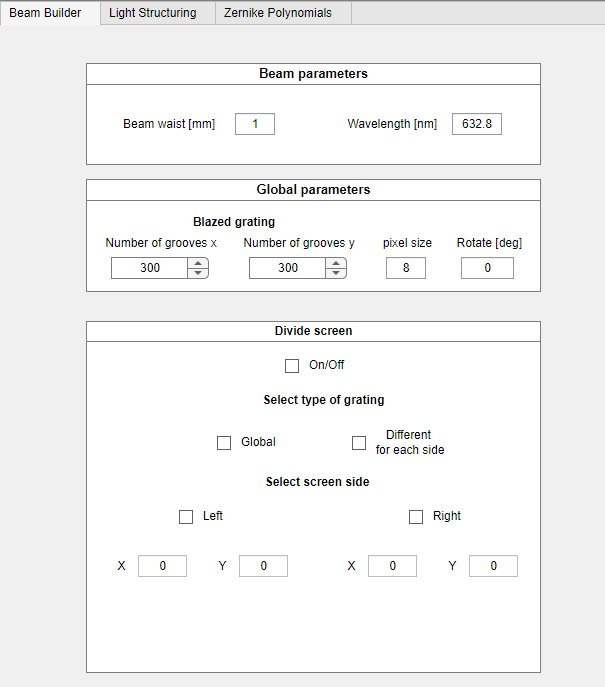 Beam Builder Light Structuring Zernike Polynomials
Beam parameters
Beam waist [mm] 1 Wavelength [nm] 632.8
Global parameters
Blazed grating
Number of grooves x Number of grooves y pixel size Rotate [deg]
300 300 8 0
Divide screen
On/Off
Select type of grating
Global Different
for each side
Select screen side
Left Right
X 0 Y 0 X 0 Y 0